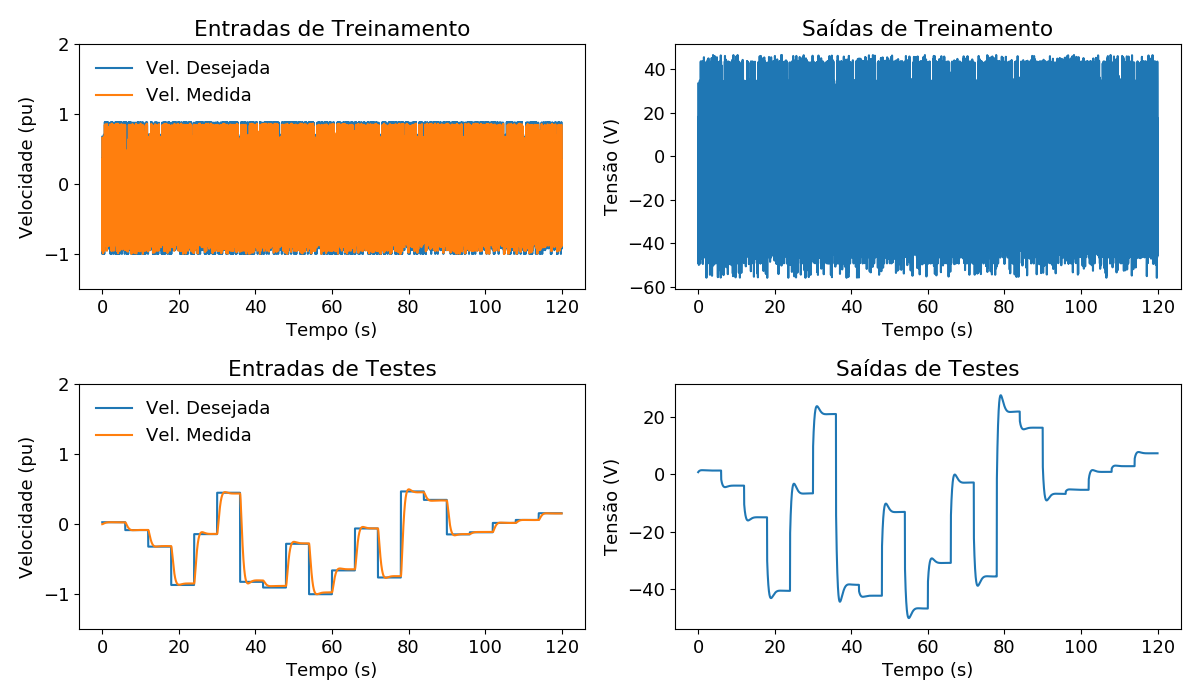 Entradas de Treinamento
2
1
0
−1
Velocidade (pu)
Vel. Desejada
Vel. Medida
0 20 40 60 80 100 120
Tempo (s)
Saídas de Treinamento
40
20
0
−20
−40
−60
Tensão (V)
0 20 40 60 80 100 120
Tempo (s)
Entradas de Testes
2
1
0
−1
Velocidade (pu)
Vel. Desejada
Vel. Medida
0 20 40 60 80 100 120
Tempo (s)
Saídas de Testes
20
0
−20
−40
Tensão (V)
0 20 40 60 80 100 120
Tempo (s)